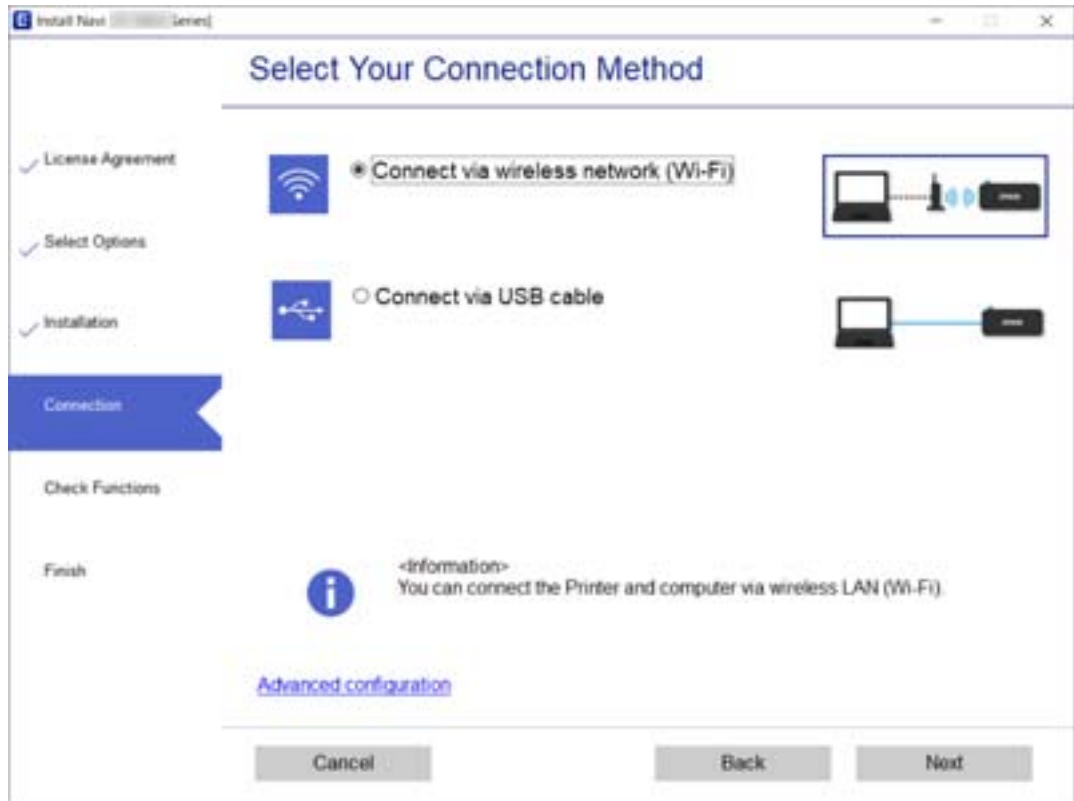 Install Navi Series]
Select Your Connection Method
License Agreement
Select Options
Installation
Connection
Check Functions
Finish
Connect via wireless network (Wi-Fi)
Connect via USB cable
<Information>
You can connect the Printer and computer via wireless LAN (Wi-Fi).
Advanced configuration
Cancel
Back
Next